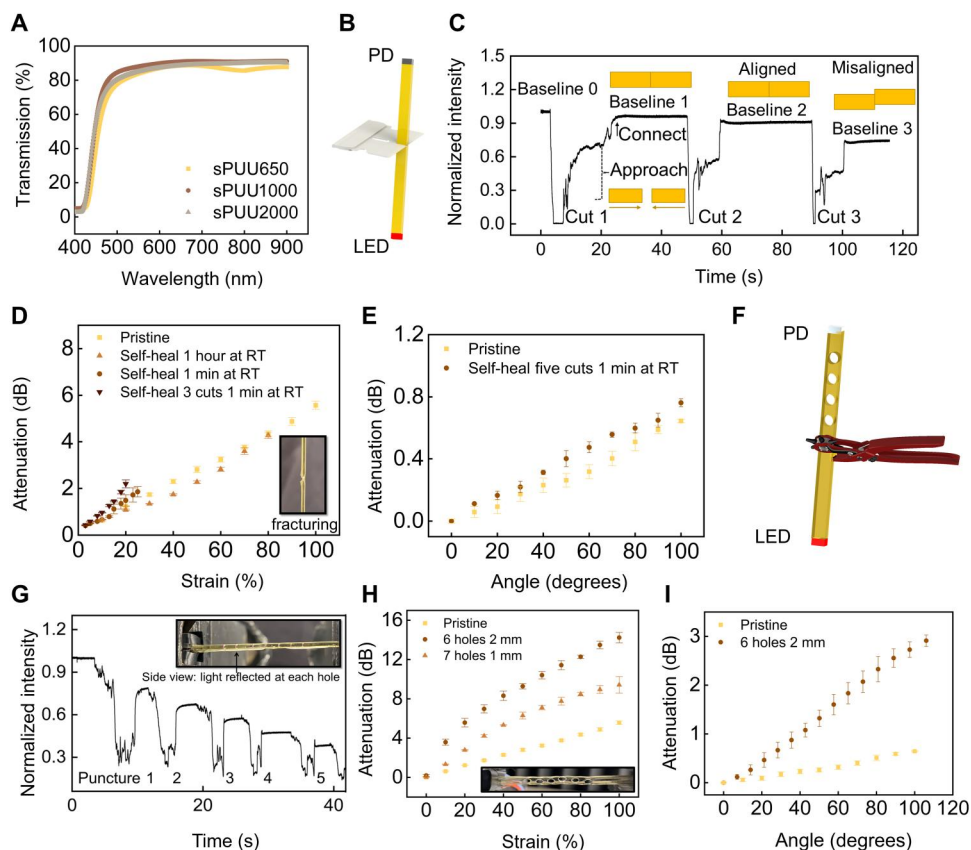 A
Transmission (%)
100
80
60
40
20
0
sPUU650
sPUU1000
sPUU2000
400 500 600 700 800 900
Wavelength (nm)
B
PD
LED
C
Normalized intensity
1.5
1.2
0.9
0.6
0.3
0.0
Baseline 0
Baseline 1
Connect
Approach
Aligned
Baseline 2
Misaligned
Baseline 3
Cut 1
Cut 2
Cut 3
0 20 40 60 80 100 120
Time (s)
D
Attenuation (dB)
8
6
4
2
0
Pristine
Self-heal 1 hour at RT
Self-heal 1 min at RT
Self-heal 3 cuts 1 min at RT
fracturing
0 20 40 60 80 100
Strain (%)
E
Attenuation (dB)
1.2
0.8
0.4
0.0
Pristine
Self-heal five cuts 1 min at RT
0 20 40 60 80 100
Angle (degrees)
F
PD
LED
G
Normalized intensity
1.2
0.9
0.6
0.3
Side view: light reflected at each hole
Puncture 1 2 3 4 5
0 20 40
Time (s)
H
Attenuation (dB)
16
12
8
4
0
Pristine
6 holes 2 mm
7 holes 1 mm
0 20 40 60 80 100
Strain (%)
I
Attenuation (dB)
3
2
1
0
Pristine
6 holes 2 mm
0 20 40 60 80 100 120
Angle (degrees)